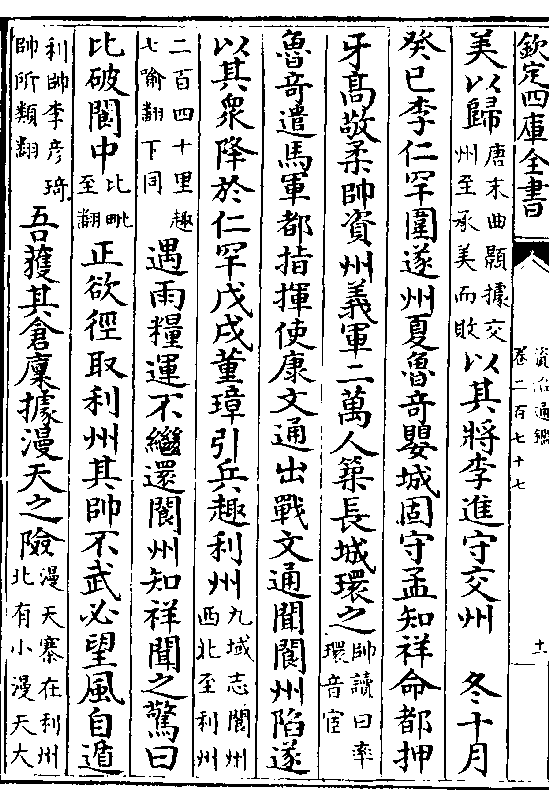 欽定四庫全書
資治通鑑
卷二百七十七
十
美以歸唐末曲顥據交州至承美而敗以其將李進守交州　冬十月
癸巳李仁罕圍遂州夏魯奇嬰城固守孟知祥命都押
牙高敬柔帥資州義軍二萬人築長城環之帥讀曰率環音宦
魯奇遣馬軍都指揮使康文通出戰文通聞閬州陷遂
以其衆降於仁罕戊戌董璋引兵趣利州九域志閬州西北至利州
二百四十里趣七喻翻下同遇雨糧運不繼還閬州知祥聞之驚曰
比破閬中比毗至翻正欲徑取利州其帥不武必望風自遁
利帥李彦琦帥所類翻吾獲其倉廩據漫天之險漫天寨在利州北有小漫天大